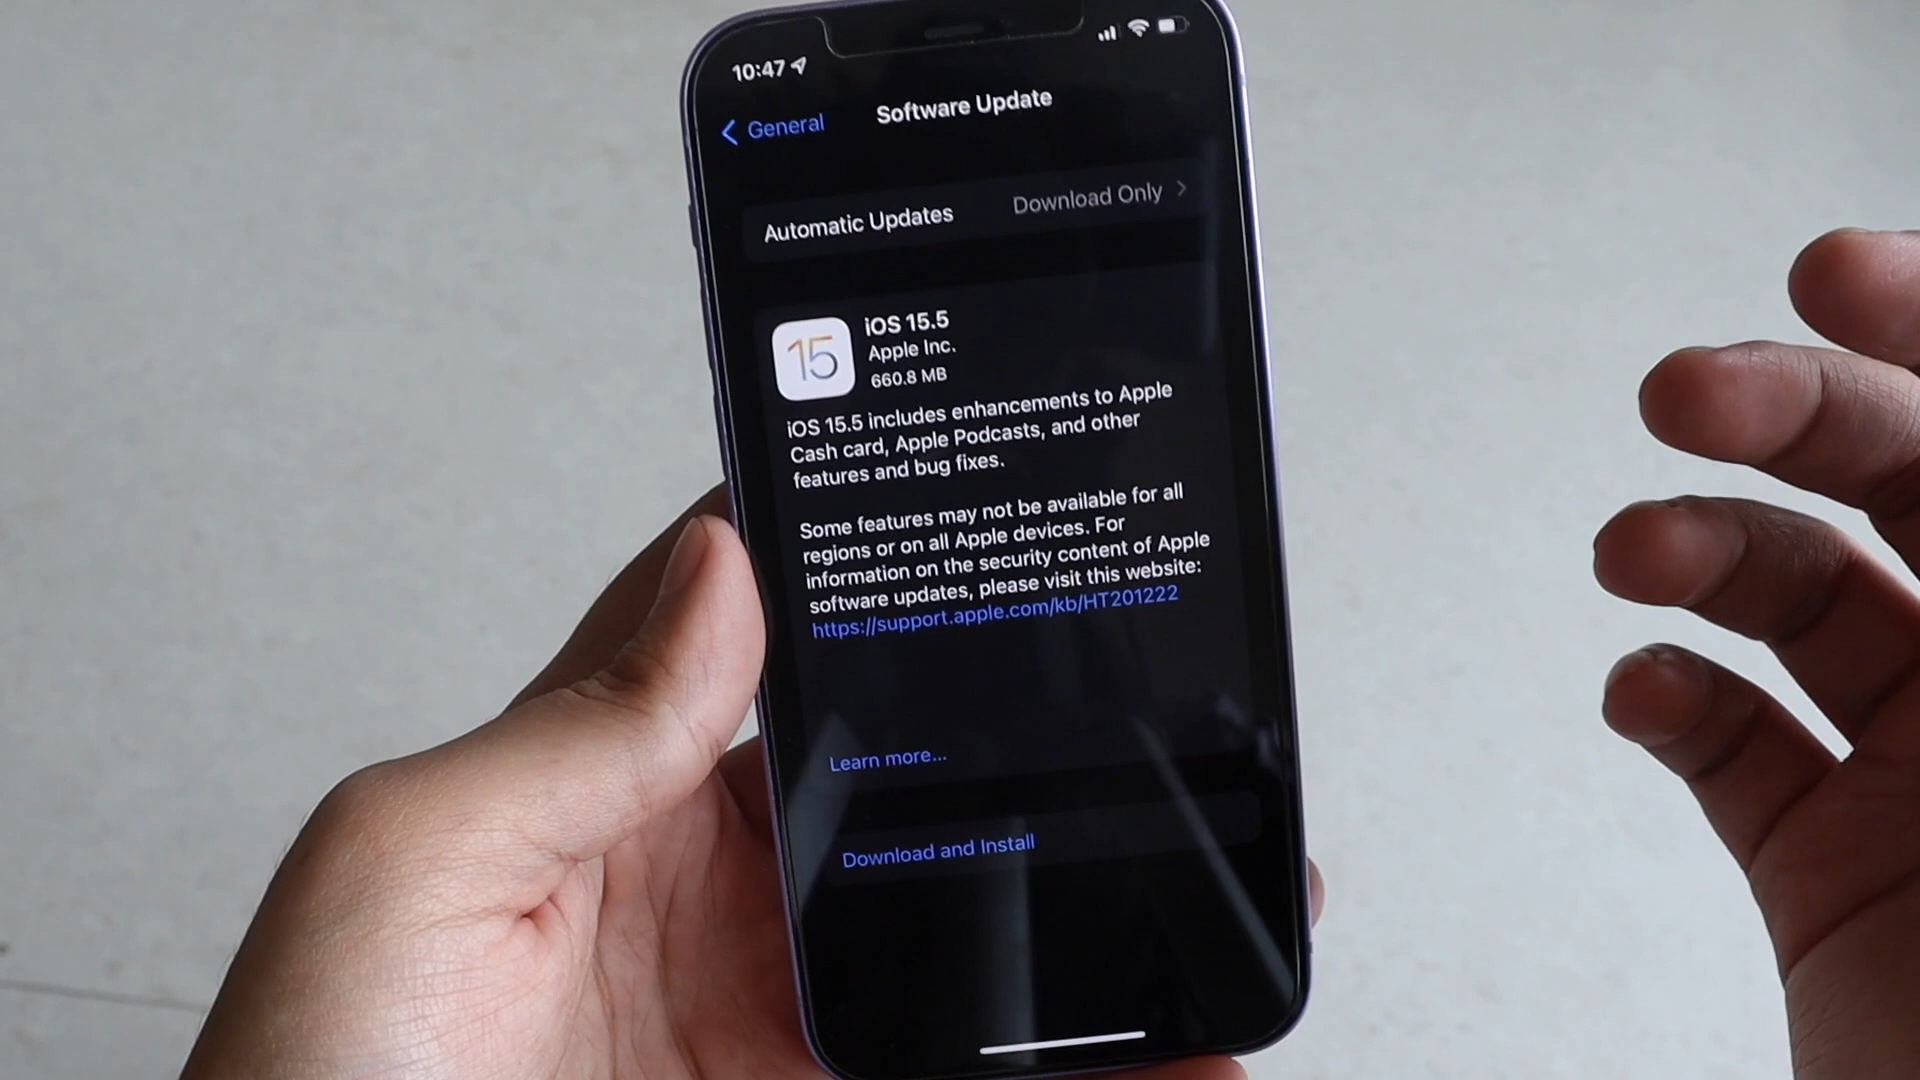 10:47
General
Software Update
Automatic Updates
Download Only
15
iOS 15.5
Apple Inc.
660.8 MB
iOS 15.5 includes enhancements to Apple
Cash card, Apple Podcasts, and other
features and bug fixes.
Some features may not be available for all
regions or on all Apple devices. For
information on the security content of Apple
software updates, please visit this website:
https://support.apple.com/kb/HT201222
Learn more...
Download and Install